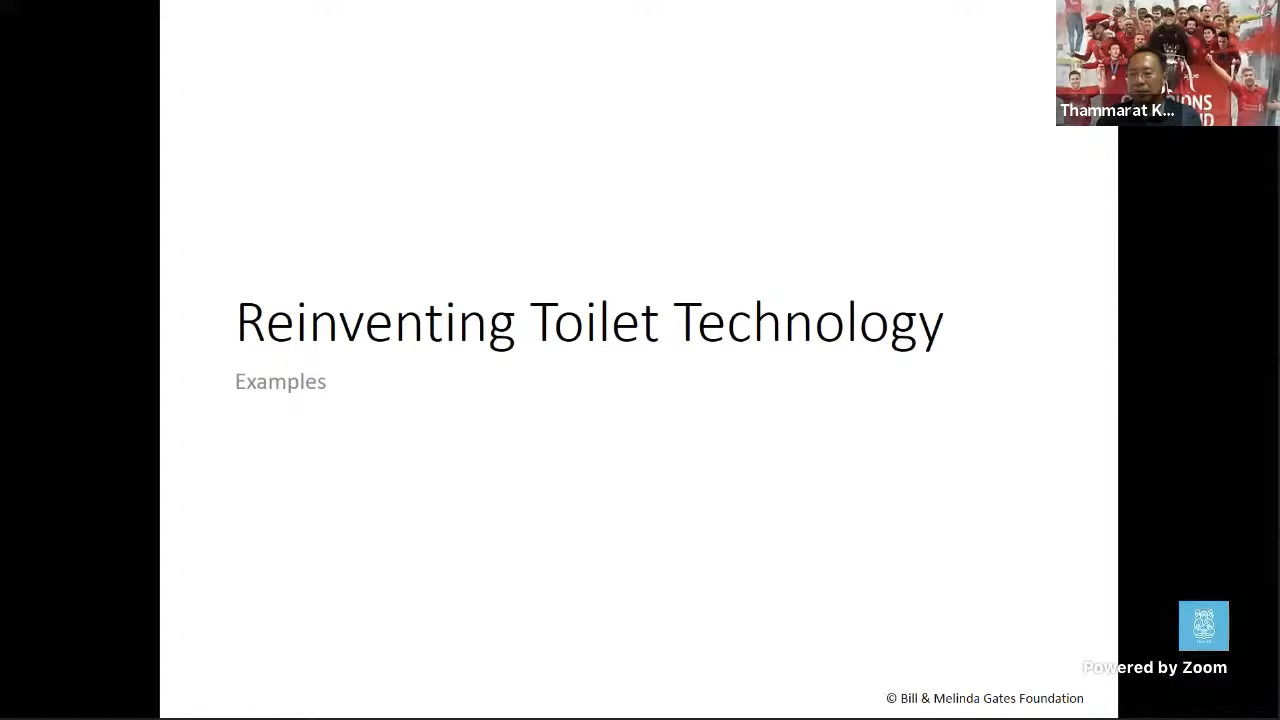 Thammarat K...
Reinventing Toilet Technology
Examples
Powered by Zoom
© Bill & Melinda Gates Foundation